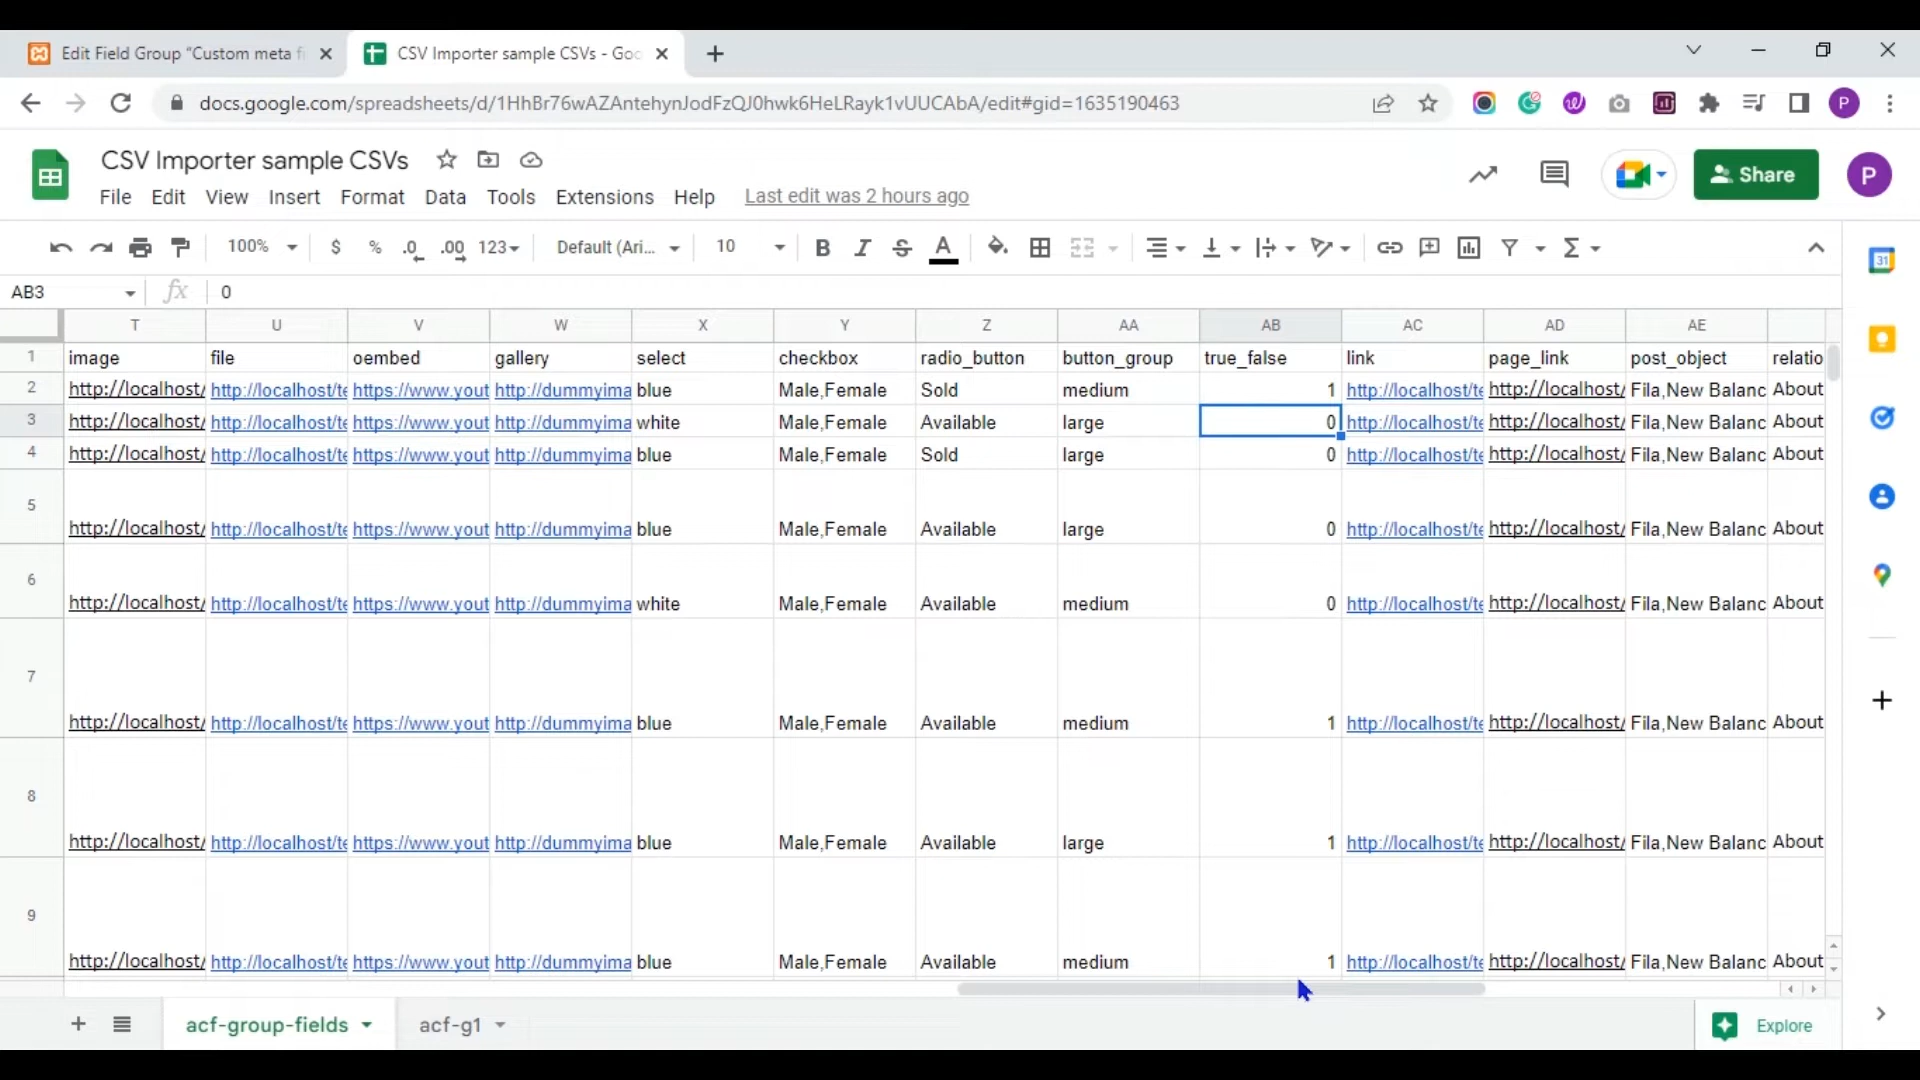 Edit Field Group “Custom meta fi
CSV Importer sample CSVs - Goo
docs.google.com/spreadsheets/d/1HhBr76wAZAntehynJodFzQJ0hwk6HeLRayk1vUUCAbA/edit#gid=1635190463
P
CSV Importer sample CSVs
File Edit View Insert Format Data Tools Extensions Help Last edit was 2 hours ago
Share
P
100% $ % .0 .00 123 Default (Ari... 10 B I S A
31
AB3 fx 0
T U V W X Y Z AA AB AC AD AE
1 image file oembed gallery select checkbox radio_button button_group true_false link page_link post_object relatio
2 http://localhost/ http://localhost/te https://www.yout http://dummyima blue Male,Female Sold medium 1 http://localhost/te http://localhost/ Fila,New Balanc About
3 http://localhost/ http://localhost/te https://www.yout http://dummyima white Male,Female Available large 0 http://localhost/te http://localhost/ Fila,New Balanc About
4 http://localhost/ http://localhost/te https://www.yout http://dummyima blue Male,Female Sold large 0 http://localhost/te http://localhost/ Fila,New Balanc About
5 http://localhost/ http://localhost/te https://www.yout http://dummyima blue Male,Female Available large 0 http://localhost/te http://localhost/ Fila,New Balanc About
6 http://localhost/ http://localhost/te https://www.yout http://dummyima white Male,Female Available medium 0 http://localhost/te http://localhost/ Fila,New Balanc About
7 http://localhost/ http://localhost/te https://www.yout http://dummyima blue Male,Female Available medium 1 http://localhost/te http://localhost/ Fila,New Balanc About
8 http://localhost/ http://localhost/te https://www.yout http://dummyima blue Male,Female Available large 1 http://localhost/te http://localhost/ Fila,New Balanc About
9 http://localhost/ http://localhost/te https://www.yout http://dummyima blue Male,Female Available medium 1 http://localhost/te http://localhost/ Fila,New Balanc About
acf-group-fields acf-g1 Explore